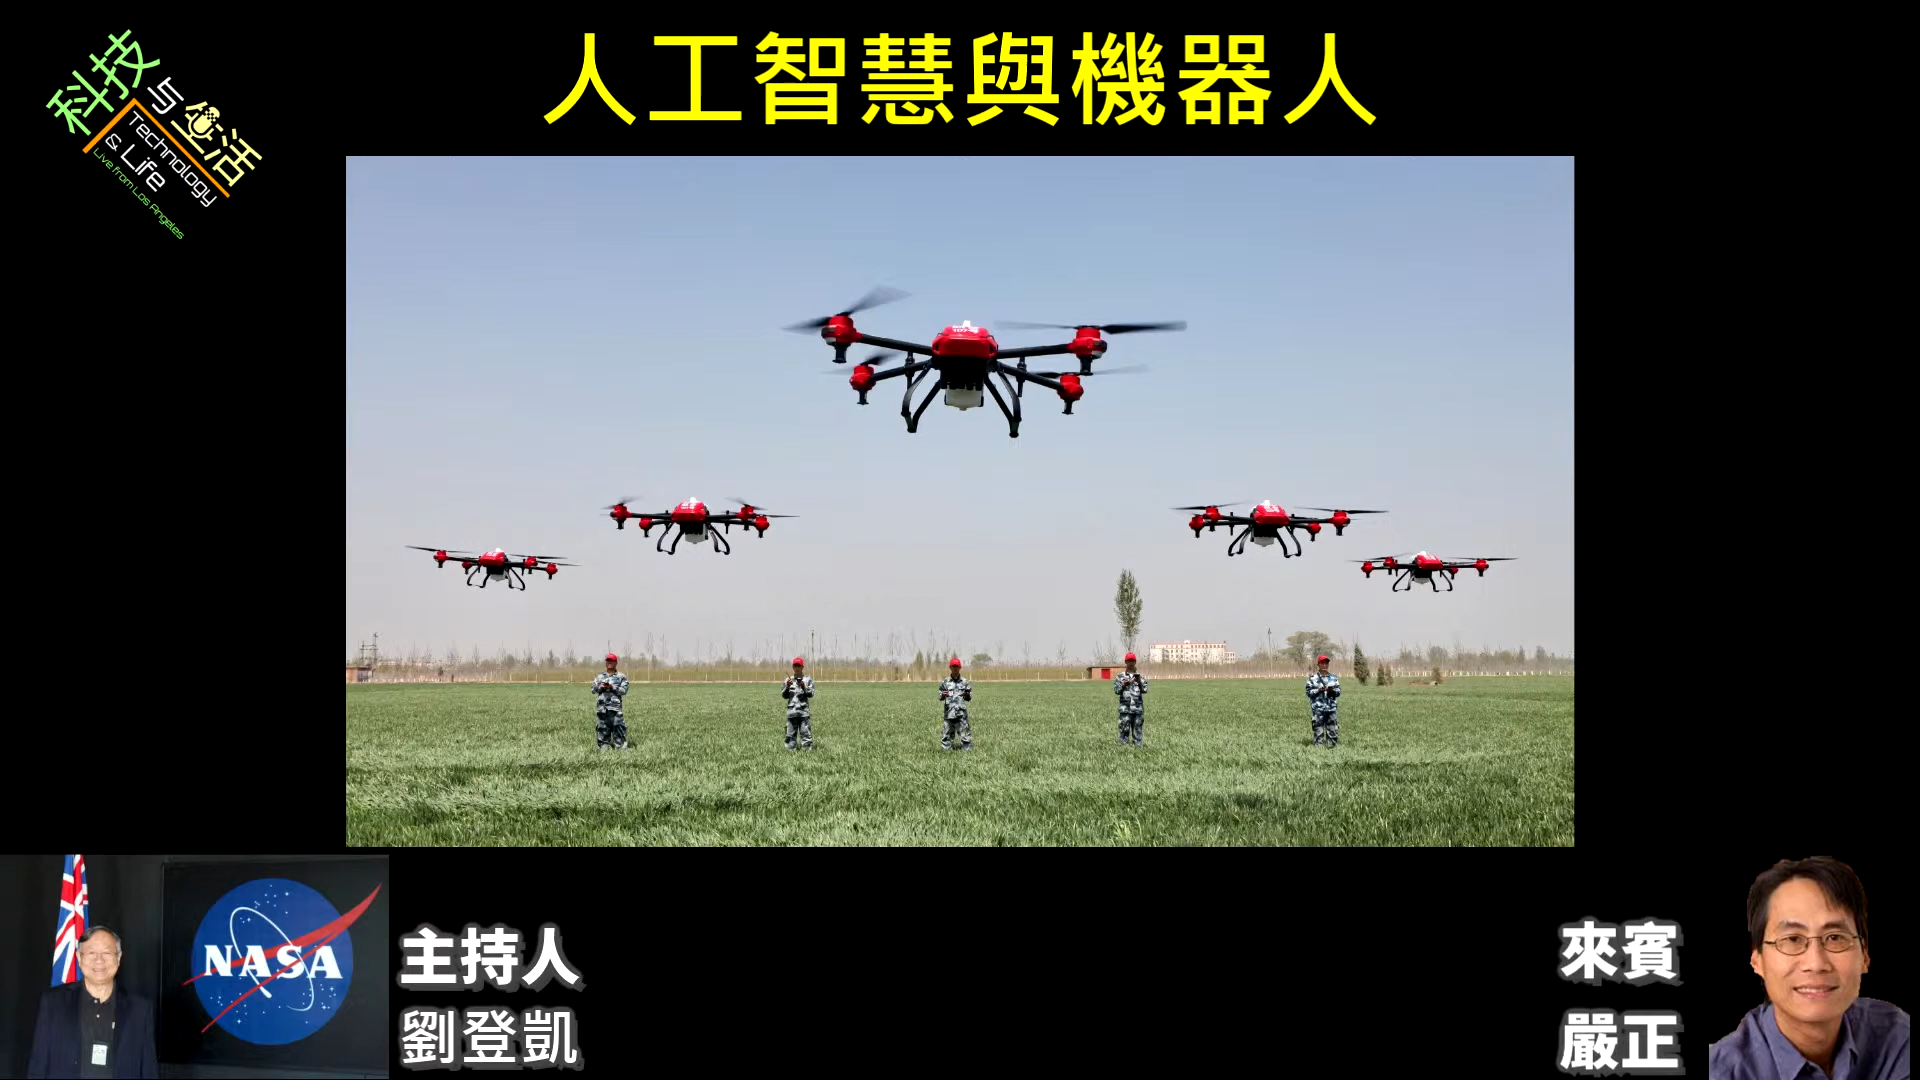 人工智慧與機器人
科技与生活
Technology
& Life
Live from Los Angeles
NASA
主持人
劉登凱
來賓
嚴正